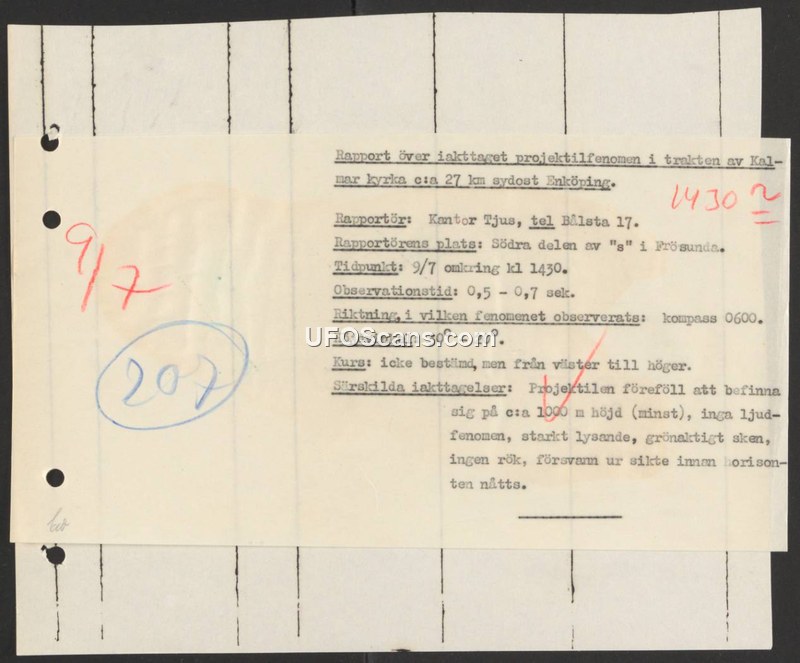 Rapport över iakttaget projektilfenomen i trakten av Kal-
mar kyrka c:a 27 km sydost Enköping.
1430
Rapportör: Kantor Tjus, tel Bålsta 17.
9/7
Rapportörens plats: Södra delen av "s" i Frösunda.
Tidpunkt: 9/7 omkring kl 1430.
Observationstid: 0,5 - 0,7 sek.
Riktning, i vilken fenomenet observerats: kompass 0600.
UFOScans.com
Kurs: icke bestämd, men från väster till höger.
207
Särskilda iakttagelser: Projektilen föreföll att befinna
sig på c:a 1000 m höjd (minst), inga ljud-
fenomen, starkt lysande, grönaktigt sken,
ingen rök, försvann ur sikte innan horison-
ten nåtts.